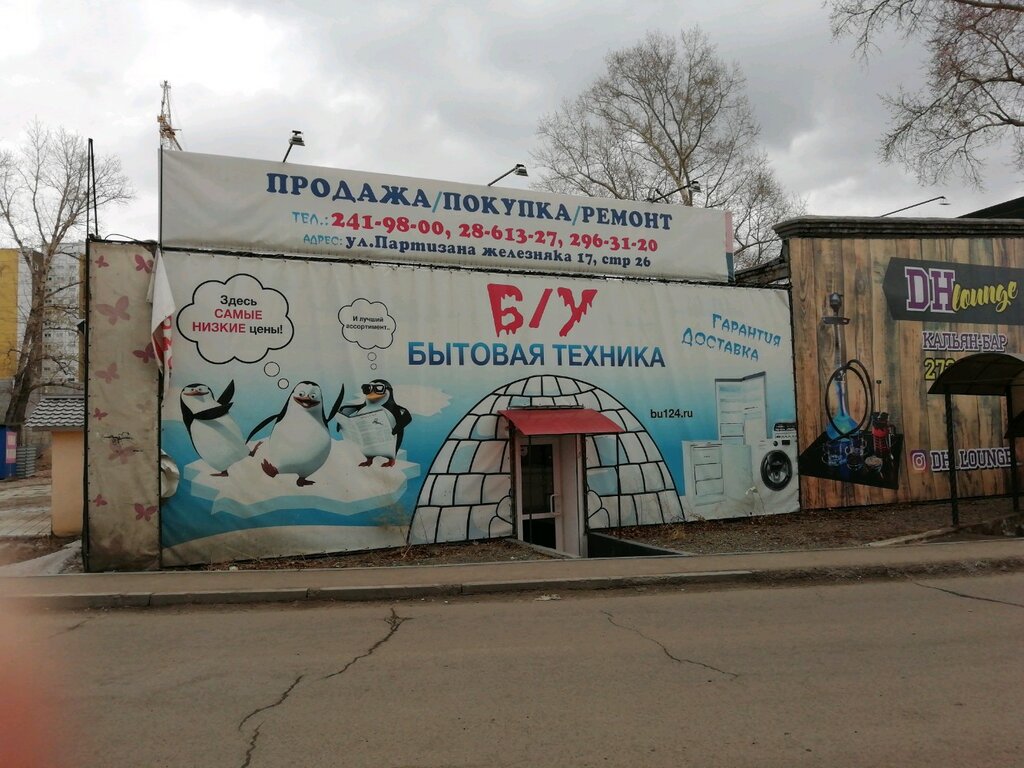 ПРОДАЖА/ПОКУПКА/РЕМОНТ
ТЕЛ.: 241-98-00, 28-613-27, 296-31-20
АДРЕС: ул.Партизана железняка 17, стр 26
Здесь
САМЫЕ
НИЗКИЕ цены!
И лучший
ассортимент..
Б/У
БЫТОВАЯ ТЕХНИКА
ГАРАНТИЯ
ДОСТАВКА
bu124.ru
DH lounge
КАЛЬЯН-БАР
DH_LOUNGE